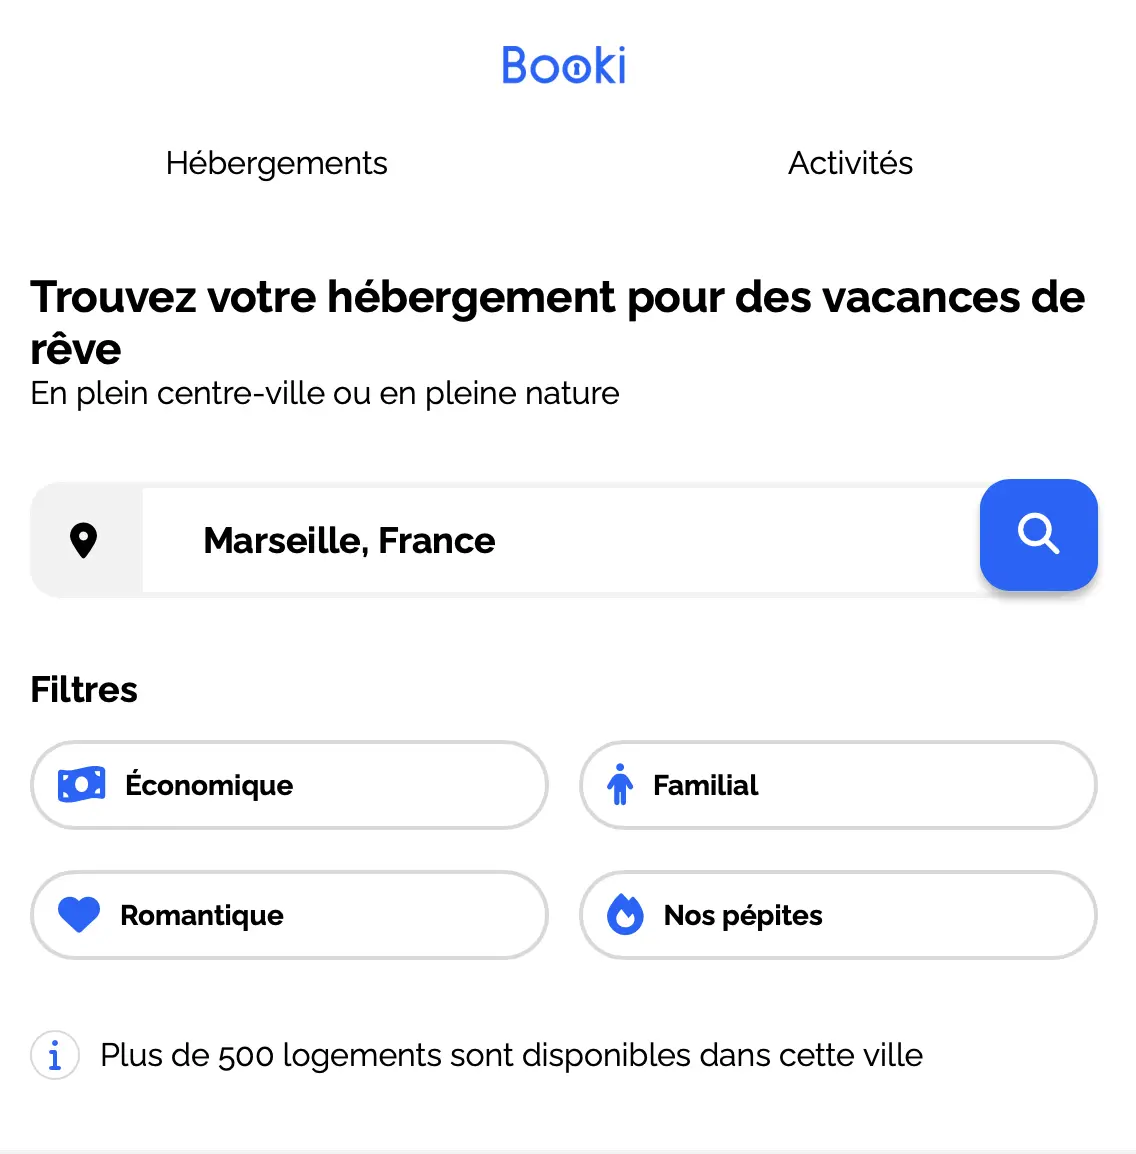 Booki
Hébergements
Activités
Trouvez votre hébergement pour des vacances de
rêve
En plein centre-ville ou en pleine nature
Marseille, France
Filtres
Économique
Familial
Romantique
Nos pépites
Plus de 500 logements sont disponibles dans cette ville